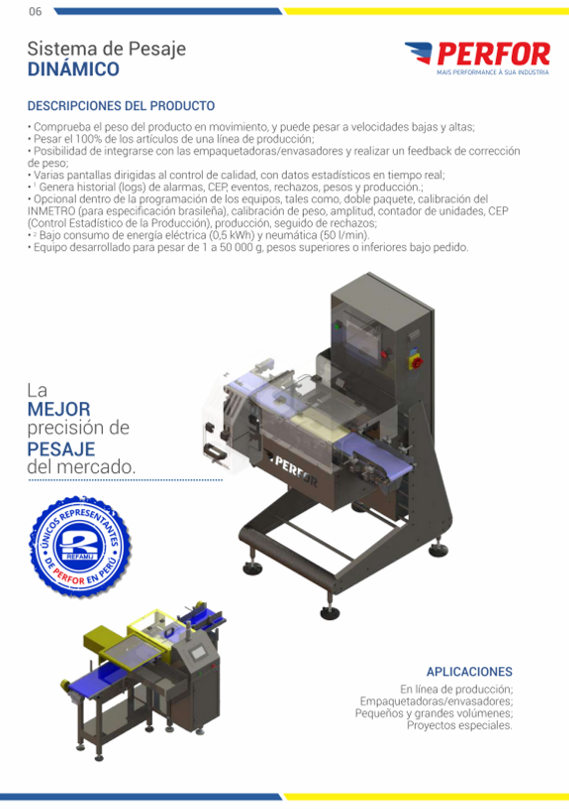 06
Sistema de Pesaje
DINÁMICO
PERFOR
MAIS PERFORMANCE À SUA INDÚSTRIA
DESCRIPCIONES DEL PRODUCTO
• Comprueba el peso del producto en movimiento, y puede pesar a velocidades bajas y altas;
• Pesar el 100% de los artículos de una línea de producción;
• Posibilidad de integrarse con las empaquetadoras/envasadores y realizar un feedback de corrección
de peso;
• Varias pantallas dirigidas al control de calidad, con datos estadísticos en tiempo real;
• ¹ Genera historial (logs) de alarmas, CEP, eventos, rechazos, pesos y producción.;
• Opcional dentro de la programación de los equipos, tales como, doble paquete, calibración del
INMETRO (para especificación brasileña), calibración de peso, amplitud, contador de unidades, CEP
(Control Estadístico de la Producción), producción, seguido de rechazos;
• ² Bajo consumo de energía eléctrica (0,5 kWh) y neumática (50 l/min).
• Equipo desarrollado para pesar de 1 a 50 000 g, pesos superiores o inferiores bajo pedido.
La
MEJOR
precisión de
PESAJE
del mercado.
PERFOR
ÚNICOS REPRESENTANTES
REFAMU
DE PERFOR EN PERÚ
APLICACIONES
En línea de producción;
Empaquetadoras/envasadores;
Pequeños y grandes volúmenes;
Proyectos especiales.